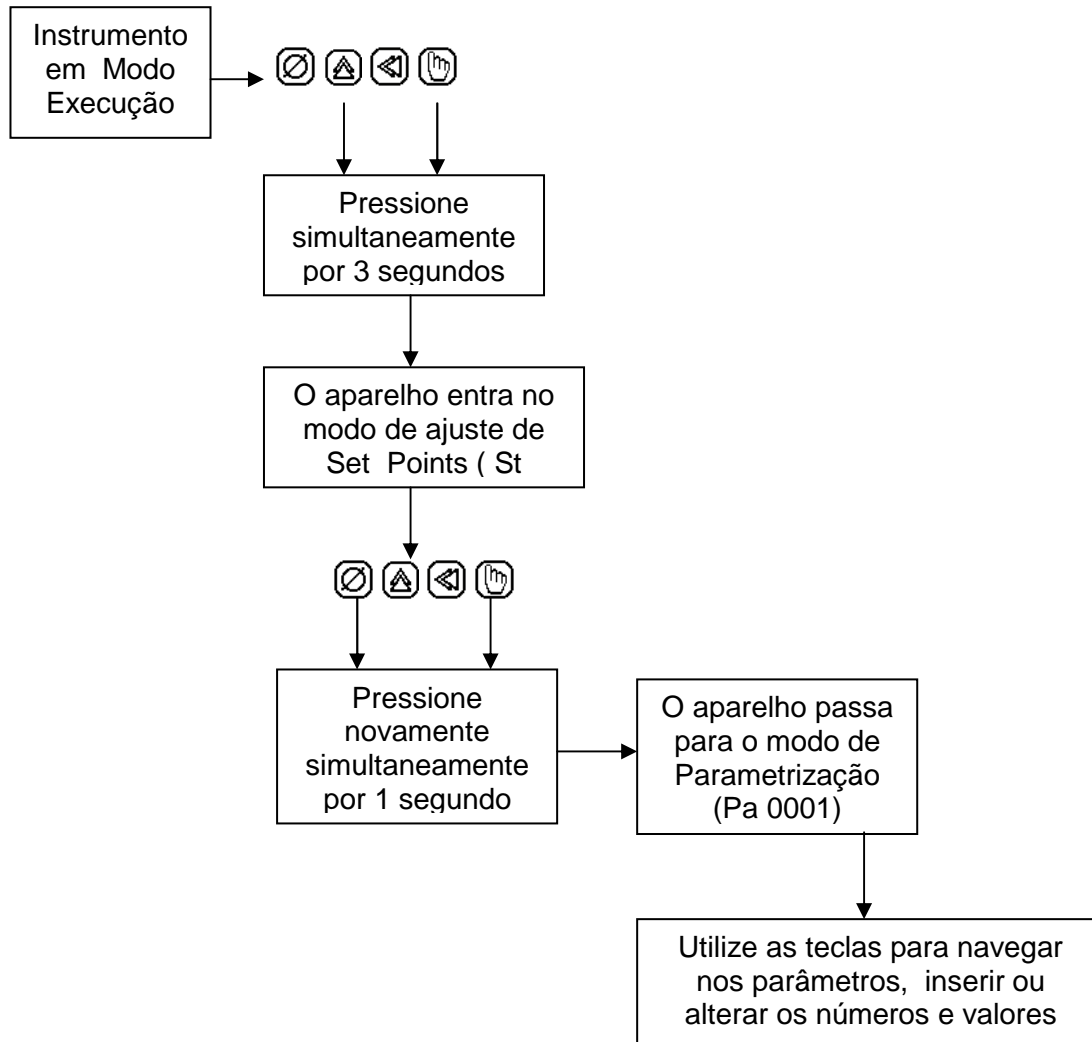 Instrumento
em Modo
Execução
Pressione
simultaneamente
por 3 segundos
O aparelho entra no
modo de ajuste de
Set Points ( St
Pressione
novamente
simultaneamente
por 1 segundo
O aparelho passa
para o modo de
Parametrização
(Pa 0001)
Utilize as teclas para navegar
nos parâmetros, inserir ou
alterar os números e valores